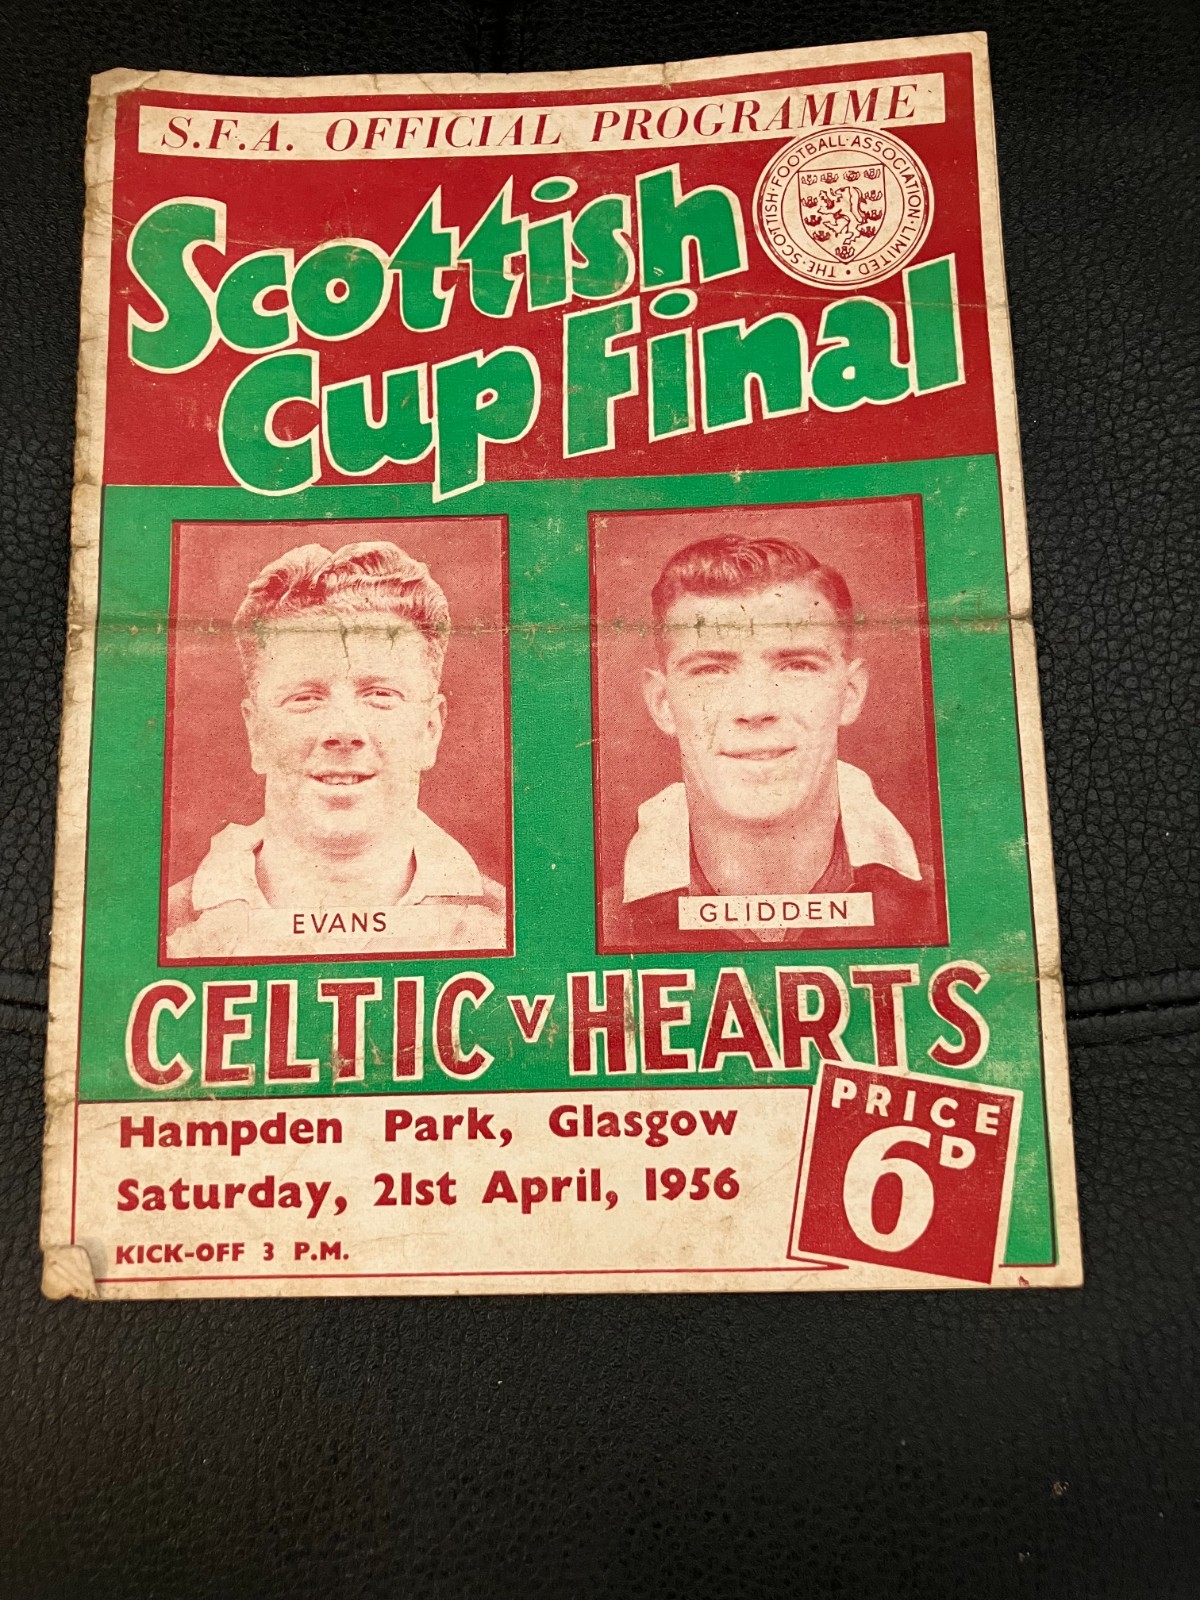 S.F.A. OFFICIAL PROGRAMME
THE · SCOTTISH · FOOTBALL · ASSOCIATION · LIMITED ·
Scottish
Cup Final
EVANS
GLIDDEN
CELTIC v HEARTS
Hampden Park, Glasgow
Saturday, 21st April, 1956
KICK-OFF 3 P.M.
PRICE
6D